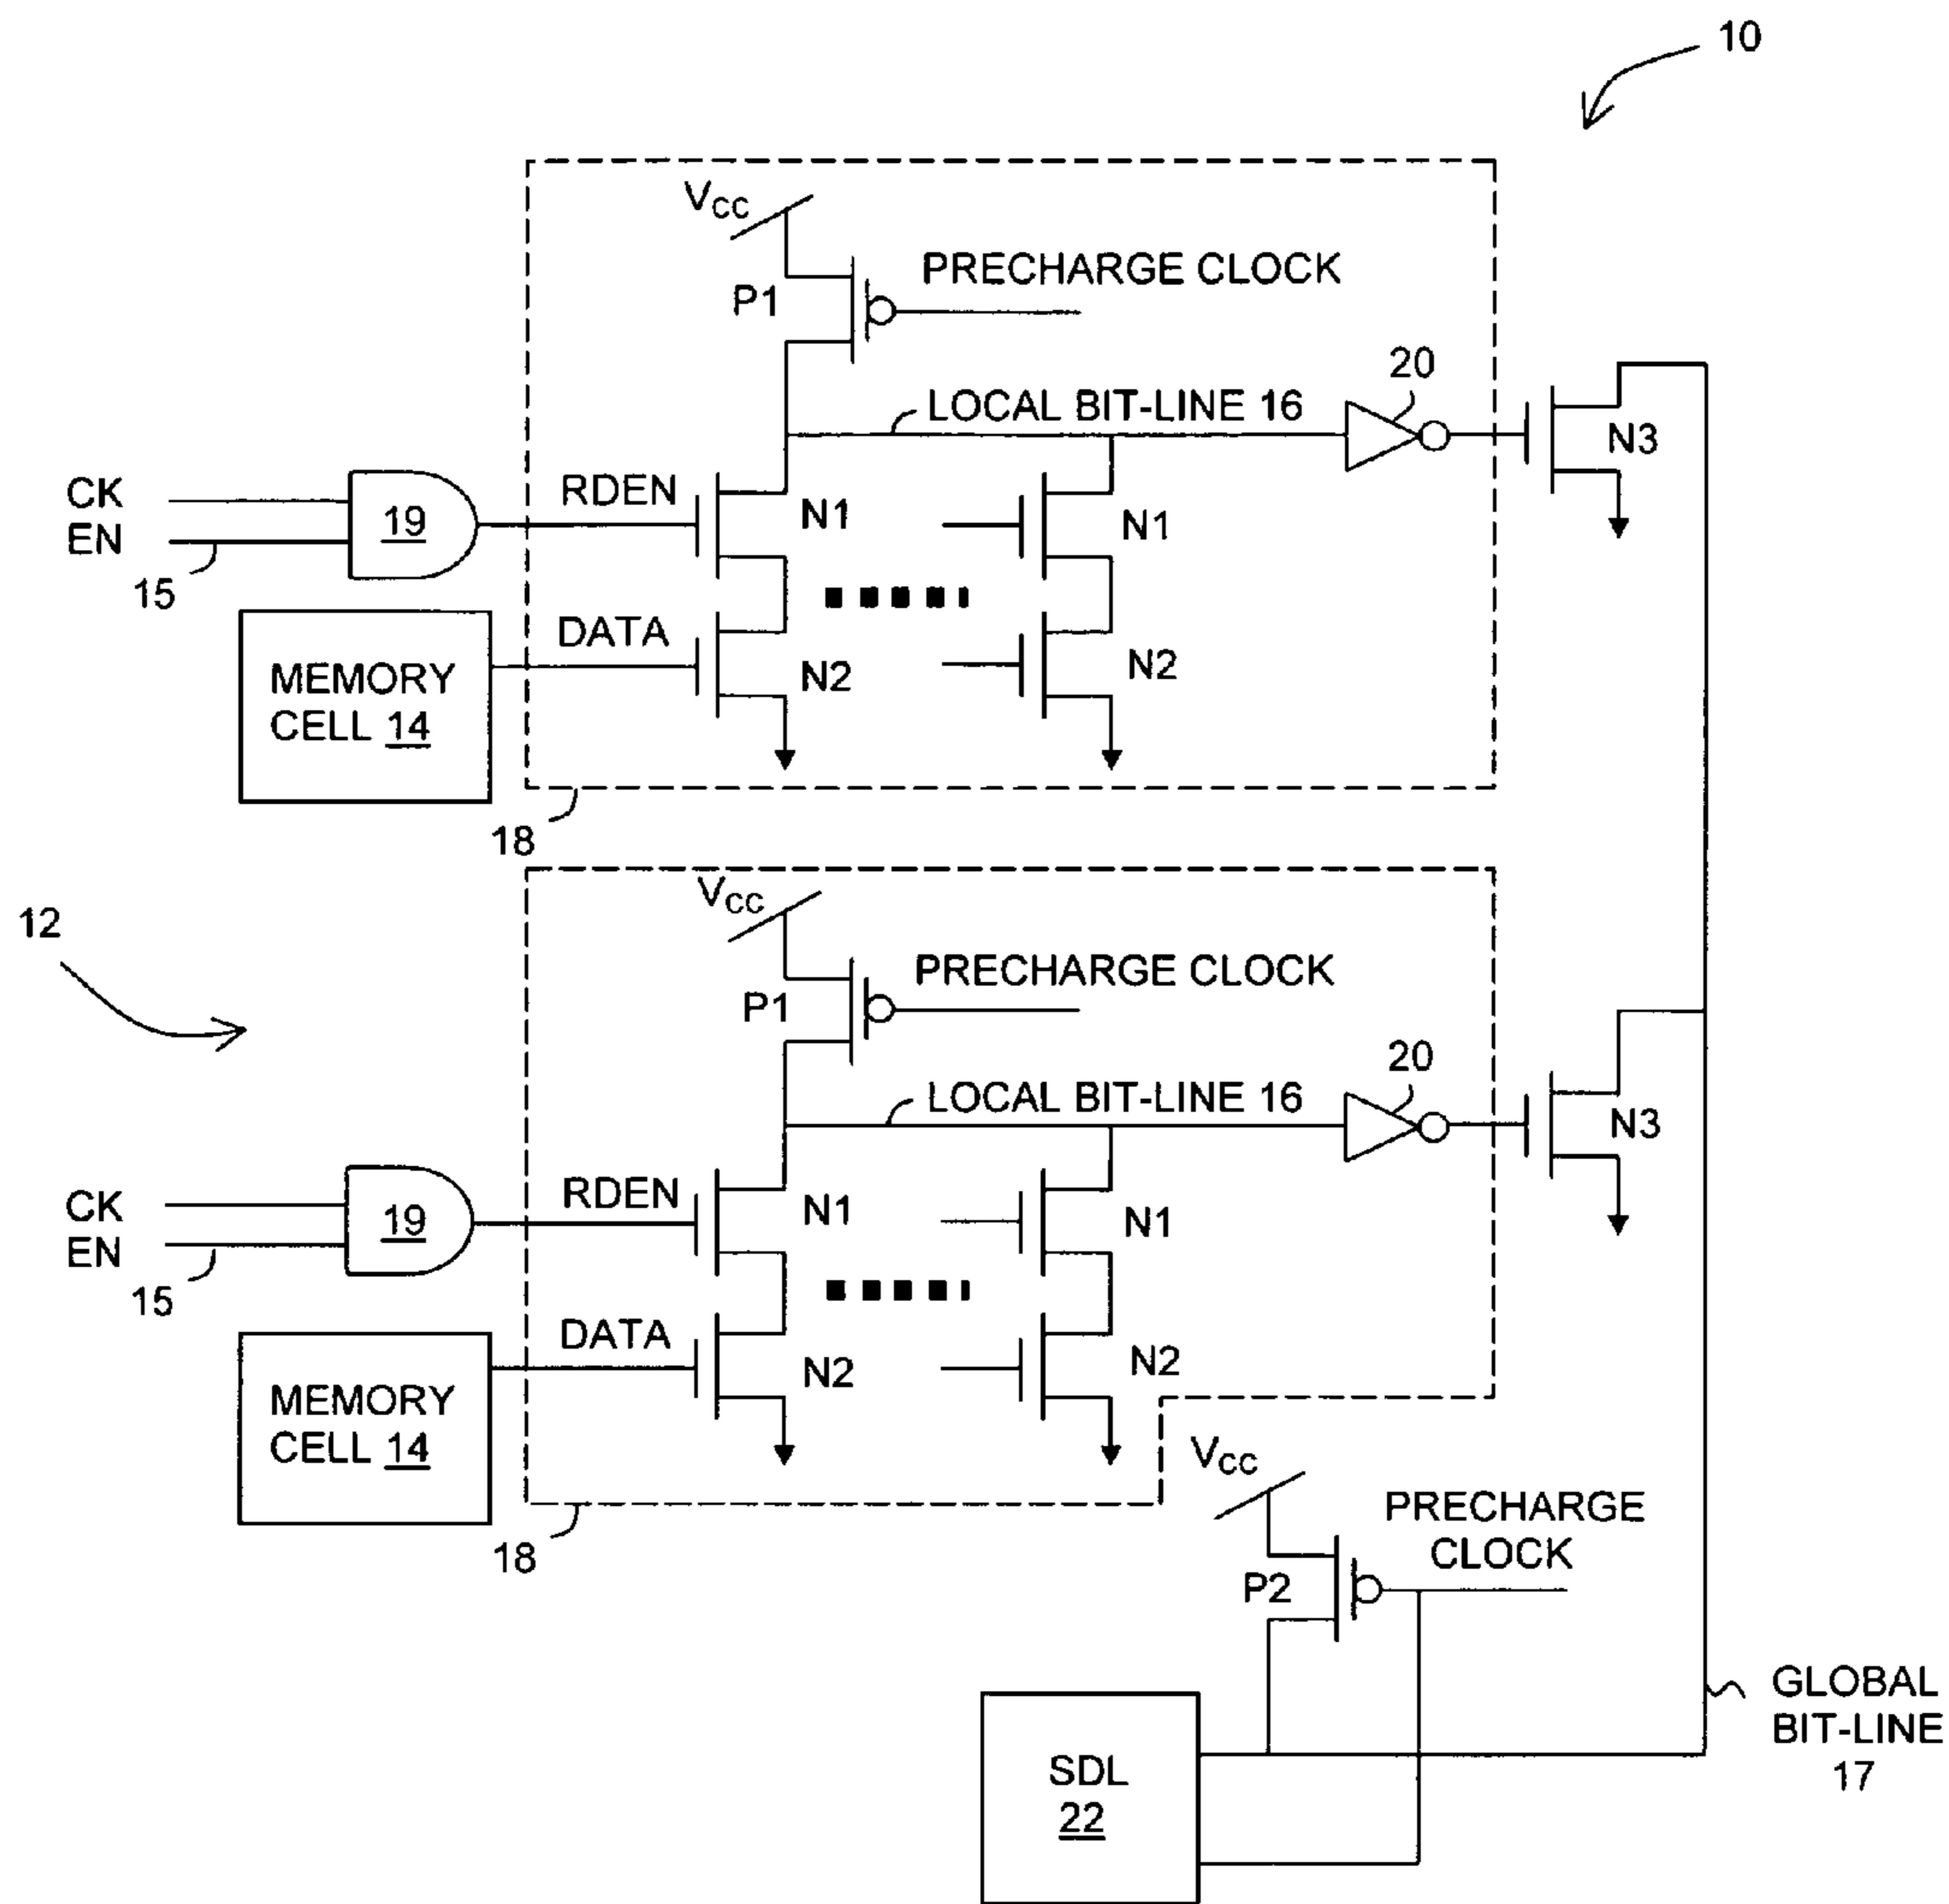 10
VCC
PRECHARGE CLOCK
P1
20
LOCAL BIT-LINE 16
N3
CK
RDEN
N1
N1
19
EN
15
DATA
MEMORY
CELL 14
N2
N2
18
VCC
12
PRECHARGE CLOCK
P1
20
LOCAL BIT-LINE 16
N3
CK
RDEN
N1
N1
19
EN
15
DATA
MEMORY
CELL 14
N2
N2
VCC
PRECHARGE
CLOCK
18
P2
GLOBAL
BIT-LINE
17
SDL
22